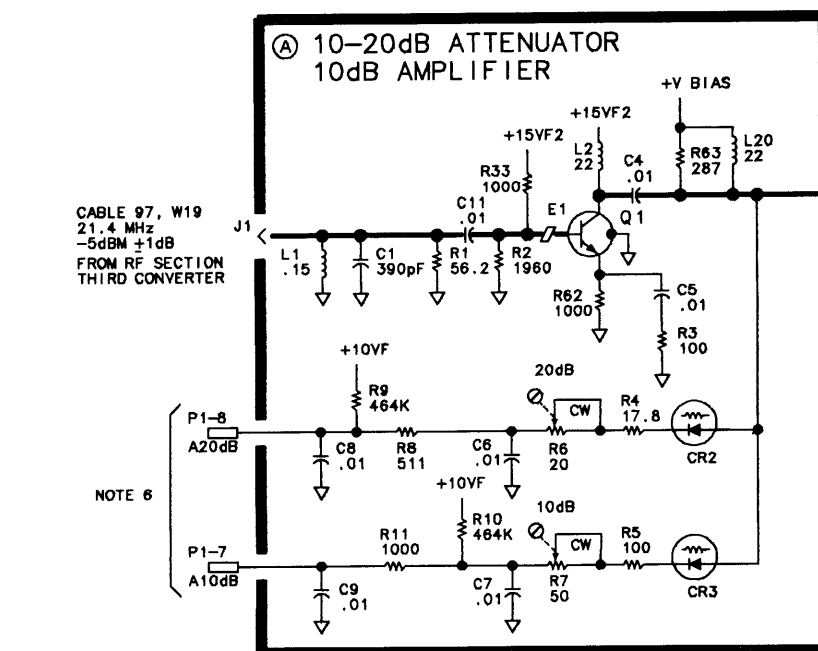 A 10-20dB ATTENUATOR
10dB AMPLIFIER
+V BIAS
+15VF2
+15VF2
L2
22
C4
.01
R63
287
L20
22
R33
1000
C11
.01
E1
Q1
CABLE 97, W19
21.4 MHz
-5dBM ±1dB
FROM RF SECTION
THIRD CONVERTER
J1
L1
.15
C1
390pF
R1
56.2
R2
1960
R62
1000
C5
.01
R3
100
+10VF
R9
464K
20dB
CW
R4
17.8
P1-8
A20dB
C8
.01
R8
511
C6
.01
R6
20
CR2
NOTE 6
+10VF
R10
464K
10dB
CW
R5
100
R11
1000
P1-7
A10dB
C9
.01
C7
.01
R7
50
CR3